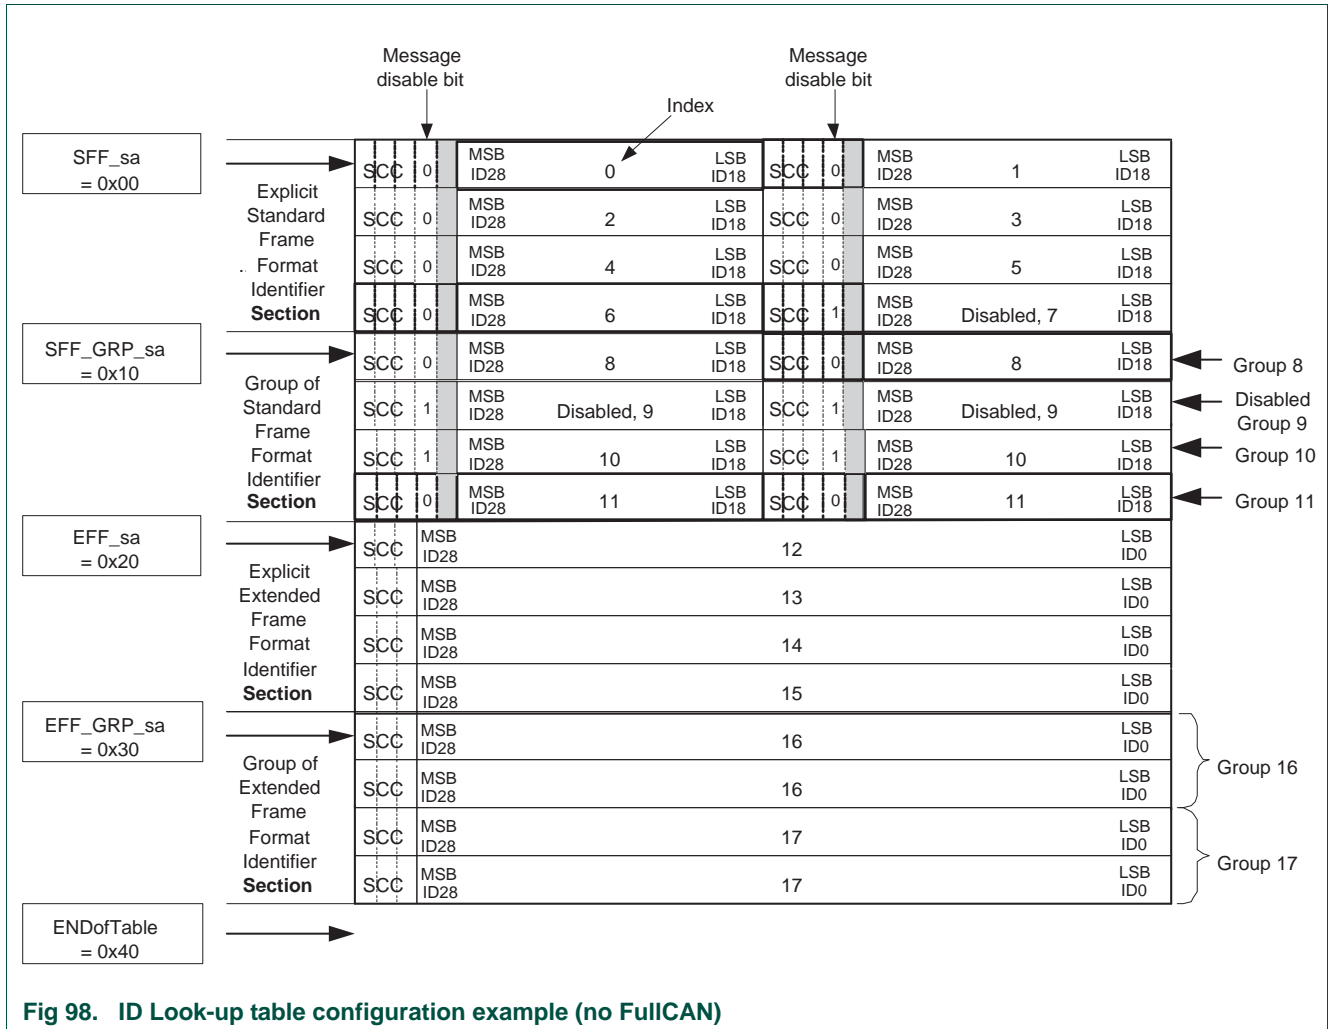 Message
disable bit
Message
disable bit
Index
SFF_sa
= 0x00
Explicit
Standard
Frame
.. Format
Identifier
Section
SCC 0 MSB ID28 0 LSB ID18 SCC 0 MSB ID28 1 LSB ID18
SCC 0 MSB ID28 2 LSB ID18 SCC 0 MSB ID28 3 LSB ID18
SCC 0 MSB ID28 4 LSB ID18 SCC 0 MSB ID28 5 LSB ID18
SCC 0 MSB ID28 6 LSB ID18 SCC 1 MSB ID28 Disabled, 7 LSB ID18
SFF_GRP_sa
= 0x10
Group of
Standard
Frame
Format
Identifier
Section
SCC 0 MSB ID28 8 LSB ID18 SCC 0 MSB ID28 8 LSB ID18
Group 8
SCC 1 MSB ID28 Disabled, 9 LSB ID18 SCC 1 MSB ID28 Disabled, 9 LSB ID18
Disabled
Group 9
SCC 1 MSB ID28 10 LSB ID18 SCC 1 MSB ID28 10 LSB ID18
Group 10
SCC 0 MSB ID28 11 LSB ID18 SCC 0 MSB ID28 11 LSB ID18
Group 11
EFF_sa
= 0x20
Explicit
Extended
Frame
Format
Identifier
Section
SCC MSB ID28 12 LSB ID0
SCC MSB ID28 13 LSB ID0
SCC MSB ID28 14 LSB ID0
SCC MSB ID28 15 LSB ID0
EFF_GRP_sa
= 0x30
Group of
Extended
Frame
Format
Identifier
Section
SCC MSB ID28 16 LSB ID0
SCC MSB ID28 16 LSB ID0
Group 16
SCC MSB ID28 17 LSB ID0
SCC MSB ID28 17 LSB ID0
Group 17
ENDofTable
= 0x40
Fig 98. ID Look-up table configuration example (no FullCAN)